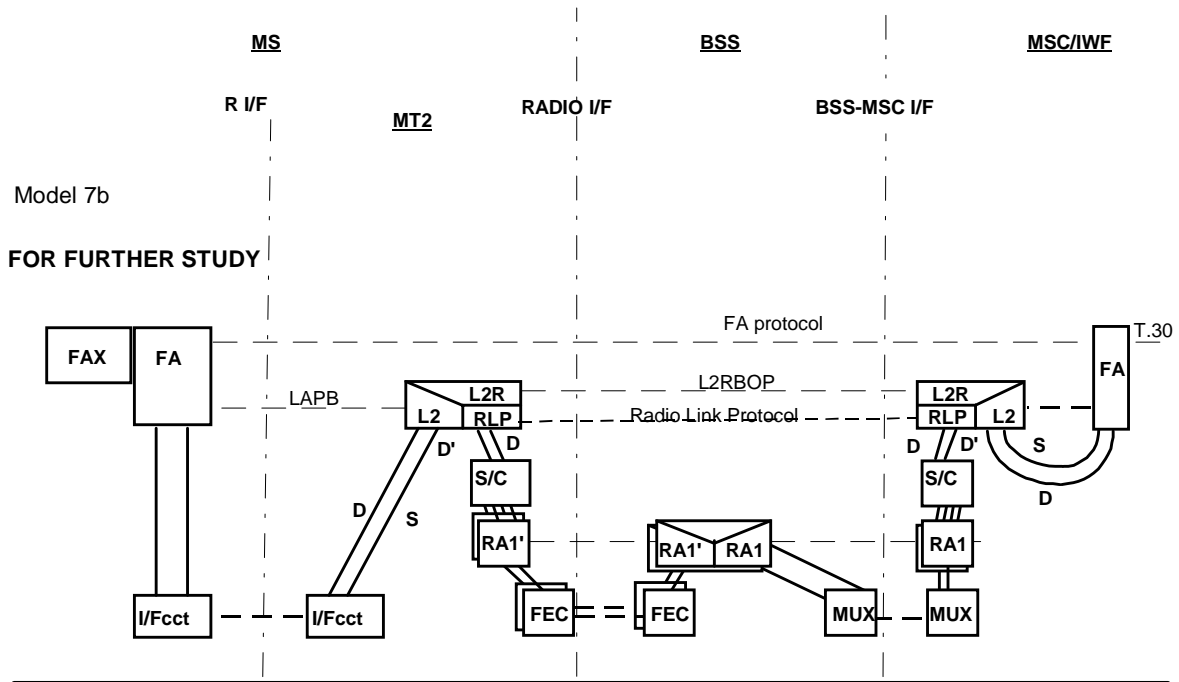 MS
BSS
MSC/IWF
R I/F
RADIO I/F
BSS-MSC I/F
MT2
Model 7b
FOR FURTHER STUDY
FA protocol
T.30
FAX
FA
FA
L2RBOP
LAPB
L2R
L2R
Radio Link Protocol
L2
RLP
RLP
L2
D'
D
D
D'
S
S/C
S/C
D
D
S
RA1'
RA1'
RA1
RA1
I/Fcct
I/Fcct
FEC
FEC
MUX
MUX